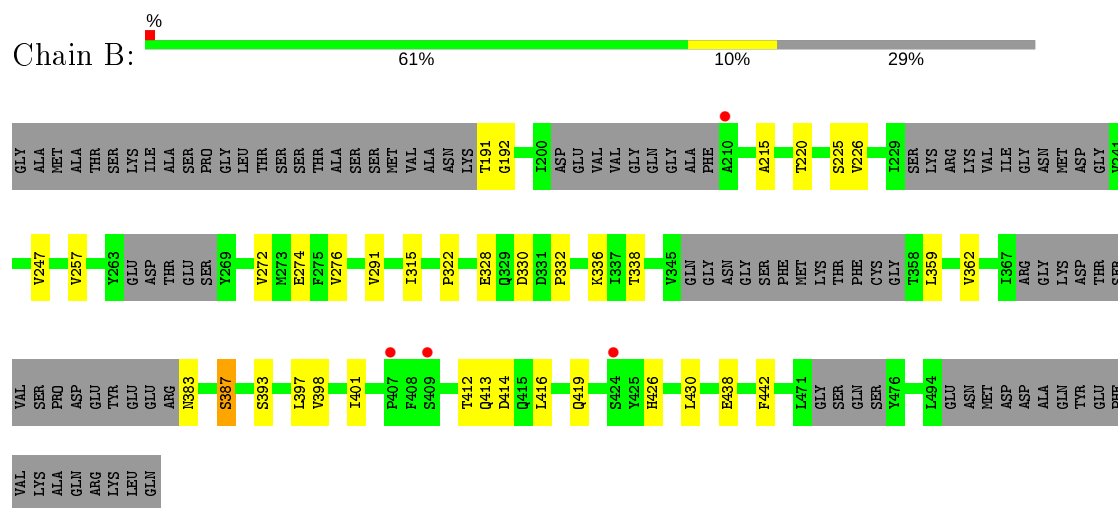 %
Chain B:
61% 10% 29%
GLY ALA MET ALA THR SER LYS ILE ALA SER PRO GLY LEU THR SER SER THR ALA SER SER MET VAL ALA ASN LYS T191 G192 I200 ASP GLU VAL VAL GLY GLN GLY ALA PHE A210 A215 T220 S225 V226 I229 SER LYS ARG LYS VAL ILE GLY ASN MET ASP GLY V241
V247 V257 Y263 GLU ASP THR GLU SER Y269 V272 M273 E274 F275 V276 V291 I315 P322 E328 Q329 D330 D331 P332 K336 I337 T338 V345 GLN GLY ASN GLY SER PHE MET LYS THR PHE CYS GLY T358 L359 V362 I367 ARG GLY LYS ASP THR SER
VAL SER PRO ASP GLU TYR GLU GLU ARG N383 S387 S393 L397 V398 I401 P407 F408 S409 T412 Q413 D414 Q415 L416 Q419 S424 Y425 H426 L430 E438 F442 L471 GLY SER GLN SER Y476 L494 GLU ASN MET ASP ASP ALA GLN TYR GLU PHE
VAL LYS ALA GLN ARG LYS LEU GLN